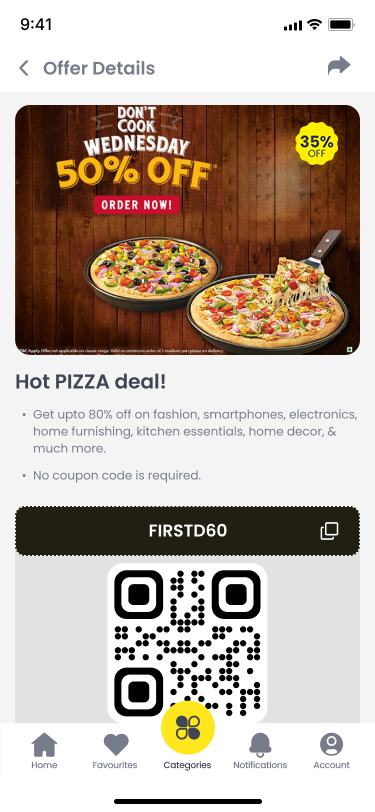 9:41
Offer Details
DON'T
COOK
WEDNESDAY
50% OFF*
ORDER NOW!
35%
OFF
*T&C Apply. Offer not applicable on classic range. Valid on minimum order of 2 medium pan pizzas on delivery.
Hot PIZZA deal!
• Get upto 80% off on fashion, smartphones, electronics,
home furnishing, kitchen essentials, home decor, &
much more.
• No coupon code is required.
FIRSTD60
Home
Favourites
Categories
Notifications
Account